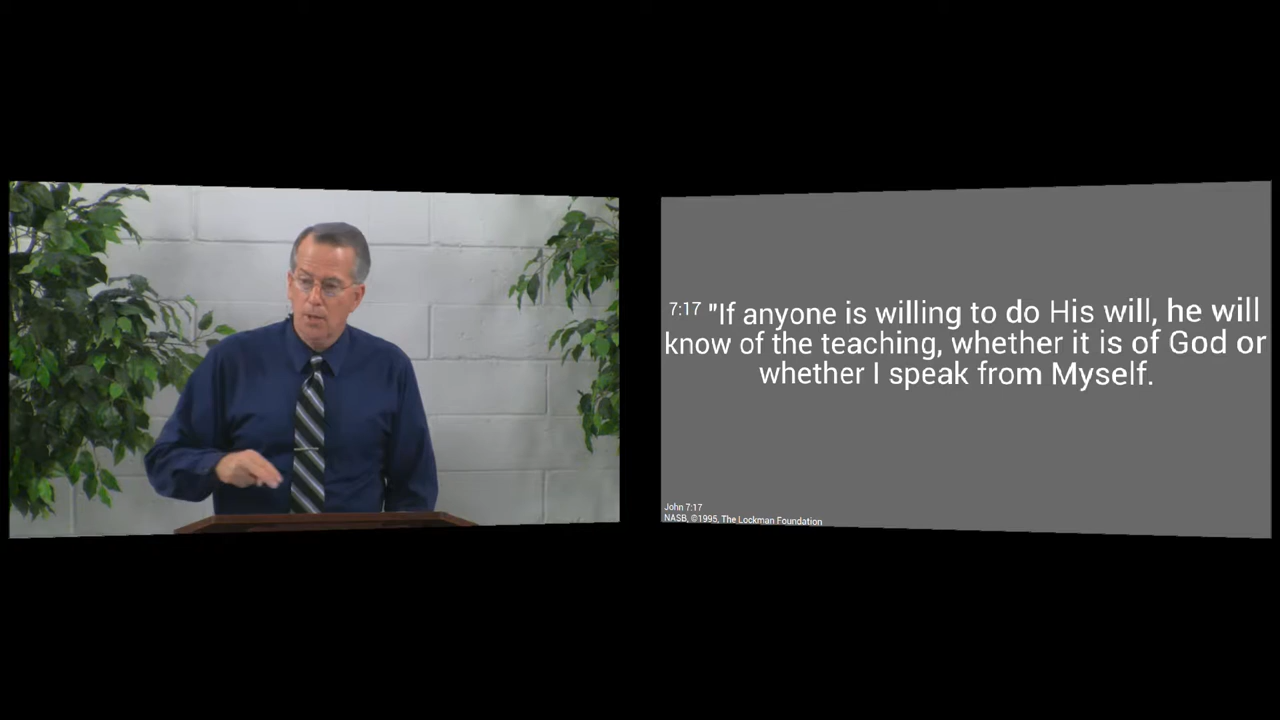 7:17 "If anyone is willing to do His will, he will
know of the teaching, whether it is of God or
whether I speak from Myself.
John 7:17
NASB, ©1995, The Lockman Foundation